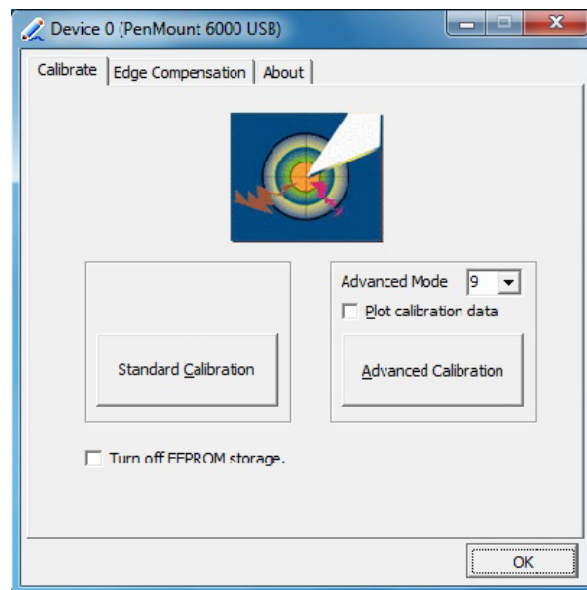 Device 0 (PenMount 6000 USB)
Calibrate Edge Compensation About
Advanced Mode 9
Plot calibration data
Standard Calibration Advanced Calibration
Turn off EEPROM storage.
OK